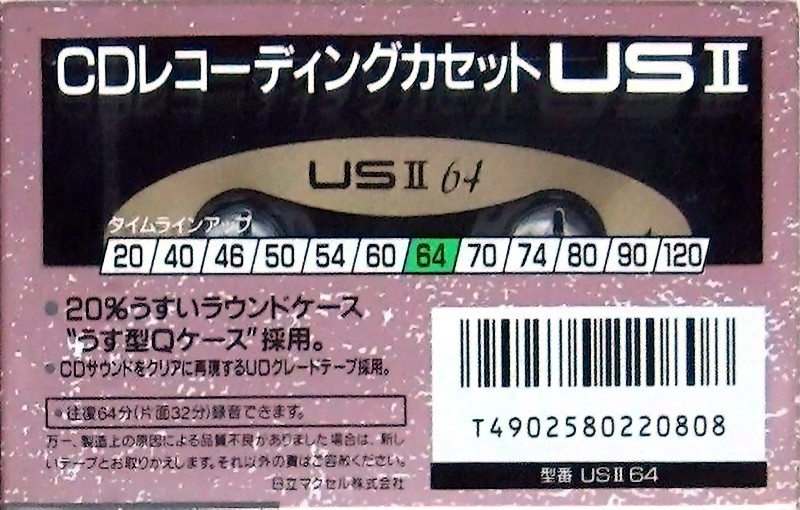 CDレコーディングカセットUSⅡ
USⅡ 64
タイムラインアップ
20 40 46 50 54 60 64 70 74 80 90 120
• 20%うすいラウンドケース
"うす型Qケース"採用。
• CDサウンドをクリアに再現するUDグレードテープ採用。
• 往復64分(片面32分)録音できます。
万一、製造上の原因による品質不良がありました場合は、新し
いテープとお取りかえします。それ以外の責はご容赦ください。
日立マクセル株式会社
T4902580220808
型番 USⅡ64